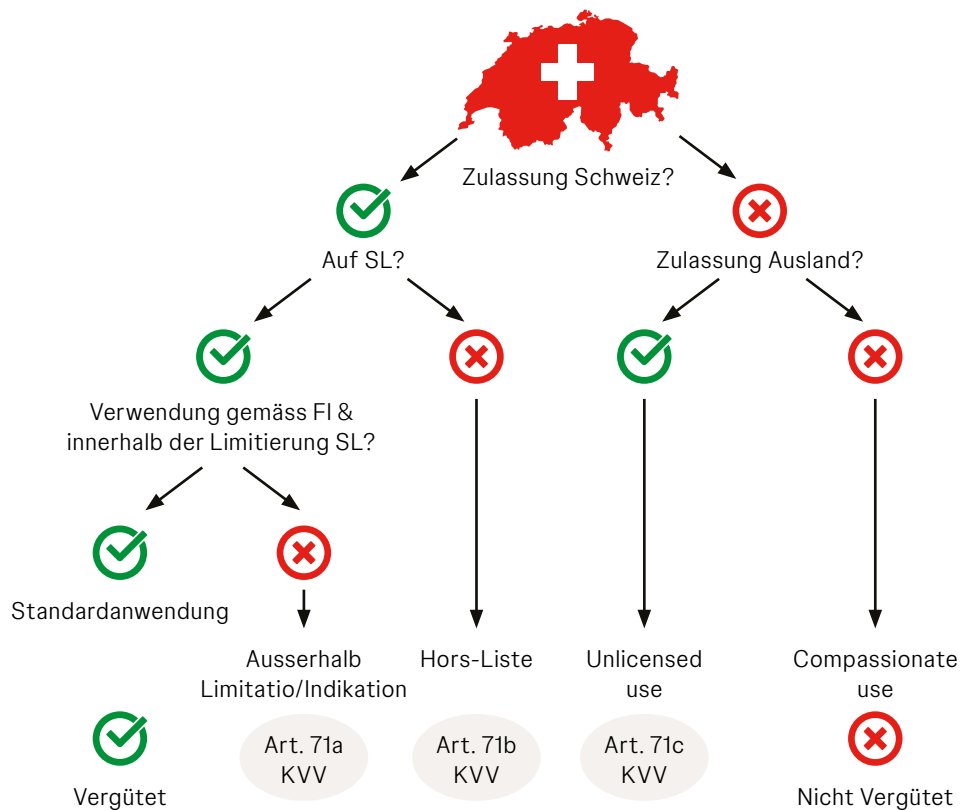 Zulassung Schweiz?
Auf SL?
Zulassung Ausland?
Verwendung gemäss FI &
innerhalb der Limitierung SL?
Standardanwendung
Ausserhalb
Limitatio/Indikation
Hors-Liste
Unlicensed
use
Compassionate
use
Art. 71a
KVV
Art. 71b
KVV
Art. 71c
KVV
Vergütet
Nicht Vergütet